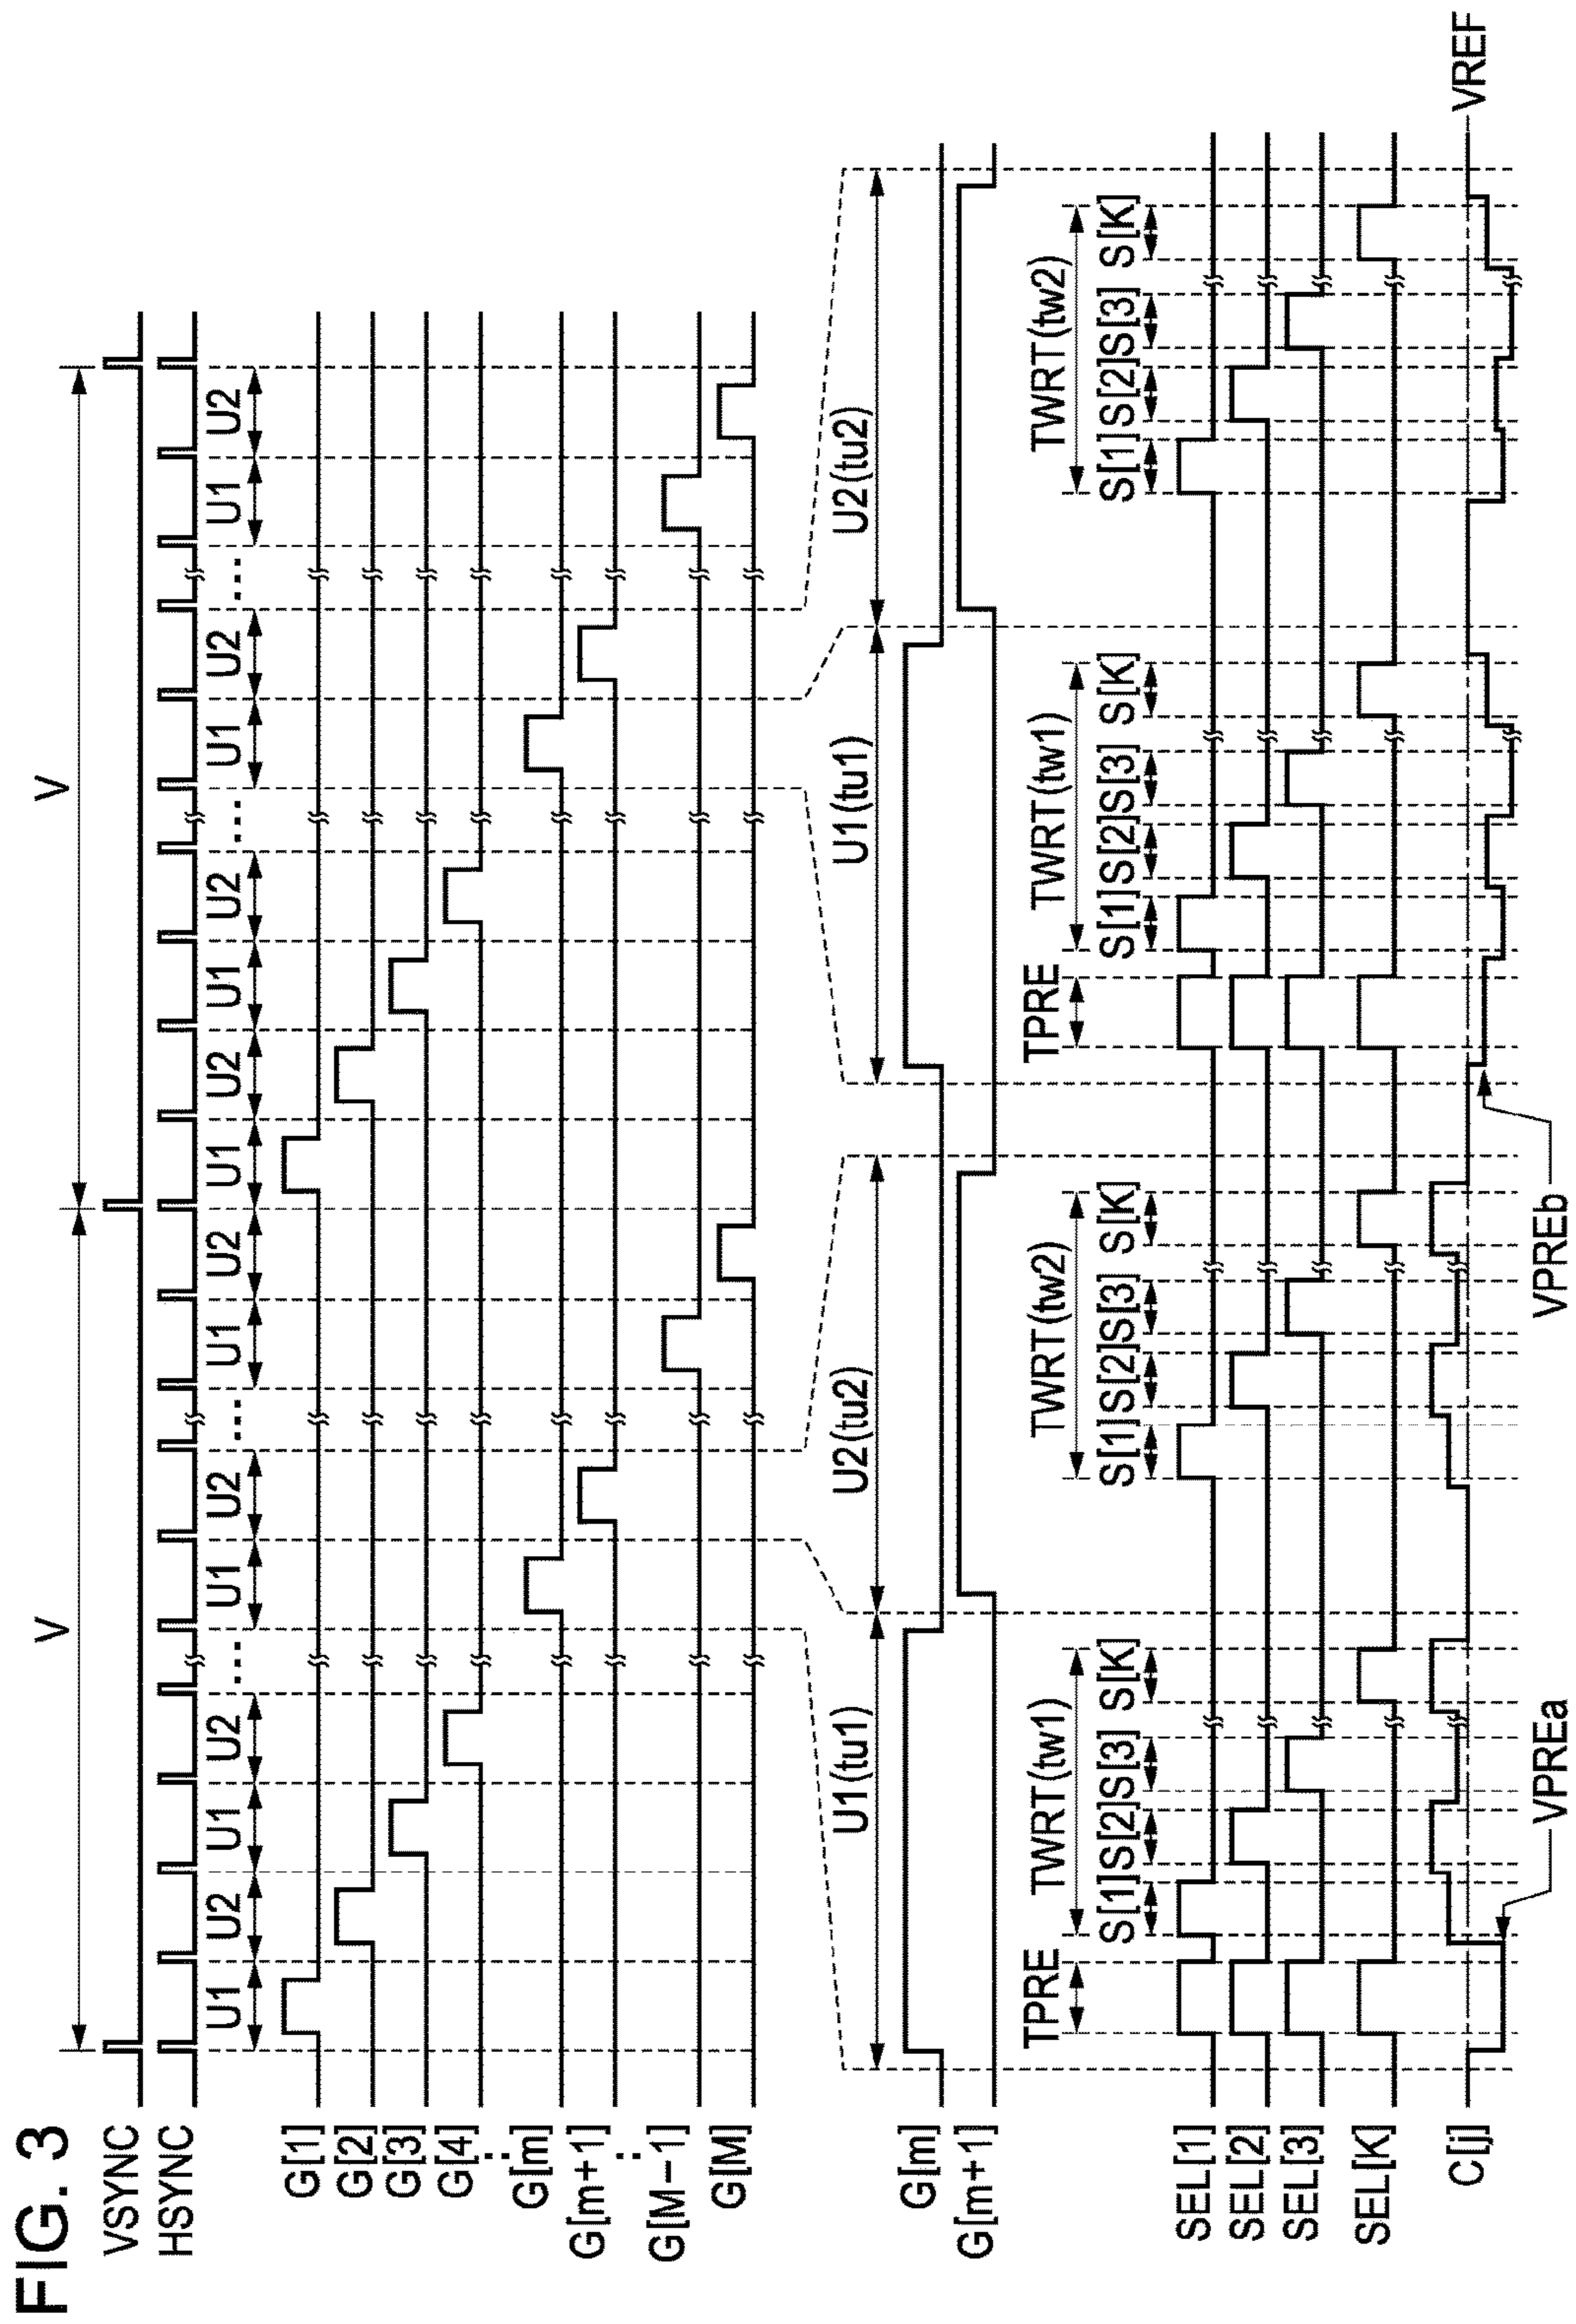 FIG. 3
V V
VSYNC
HSYNC
U1 U2 U1 U2 ... U1 U2 ... U1 U2 U1 U2 U1 U2 ... U1 U2 ... U1 U2
G[1]
G[2]
G[3]
G[4]
:
G[m]
G[m+1]
:
G[M−1]
G[M]
U1(tu1) U2(tu2) U1(tu1) U2(tu2)
G[m]
G[m+1]
TPRE TWRT(tw1) TWRT(tw2) TPRE TWRT(tw1) TWRT(tw2)
S[1] S[2] S[3] S[K] S[1] S[2] S[3] S[K] S[1] S[2] S[3] S[K] S[1] S[2] S[3] S[K]
SEL[1]
SEL[2]
SEL[3]
SEL[K]
C[j] VREF
VPREa VPREb